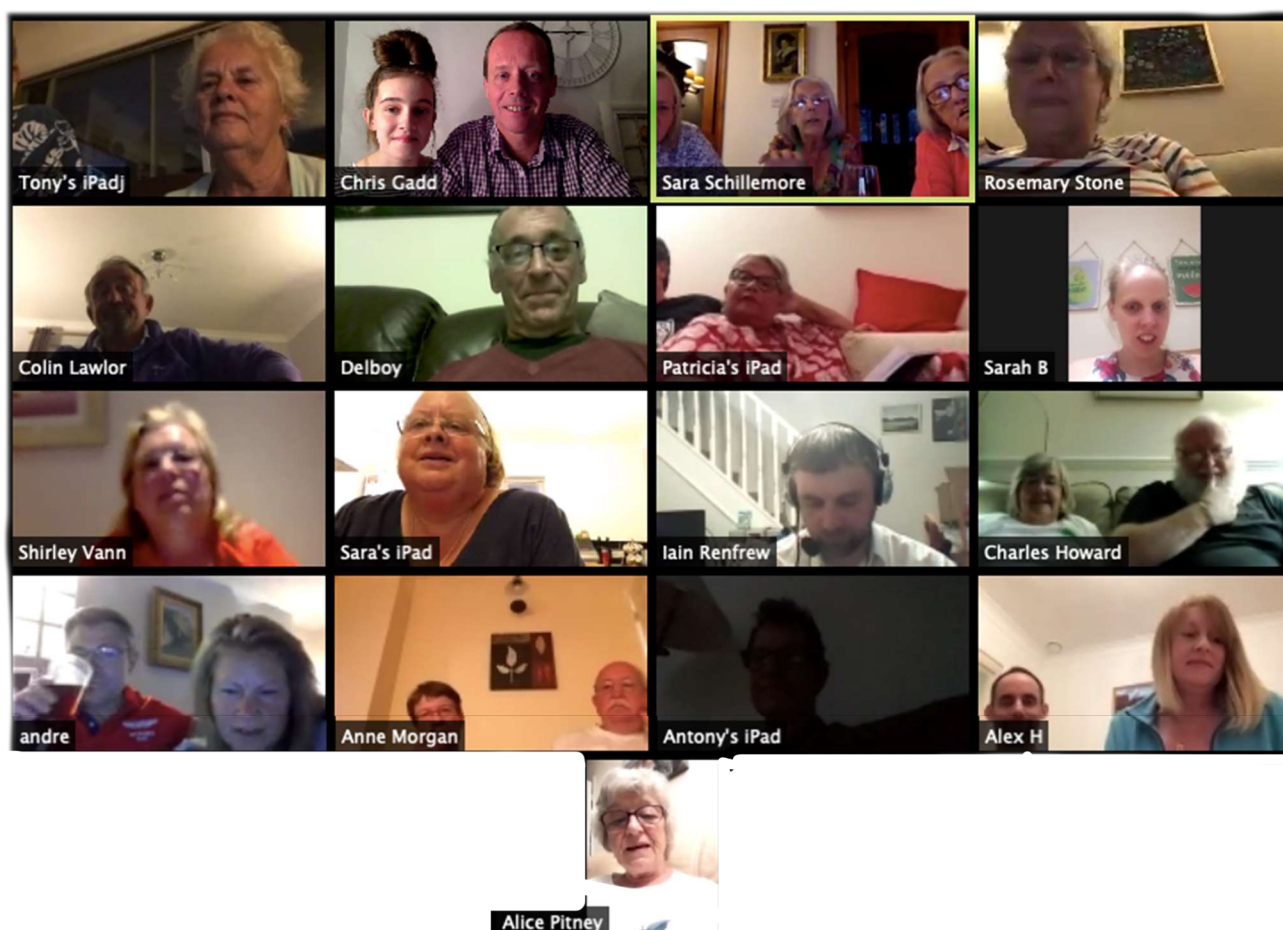 Tony's iPadj
Chris Gadd
Sara Schillemore
Rosemary Stone
Colin Lawlor
Delboy
Patricia's iPad
Sarah B
Shirley Vann
Sara's iPad
Iain Renfrew
Charles Howard
andre
Anne Morgan
Antony's iPad
Alex H
Alice Pitney